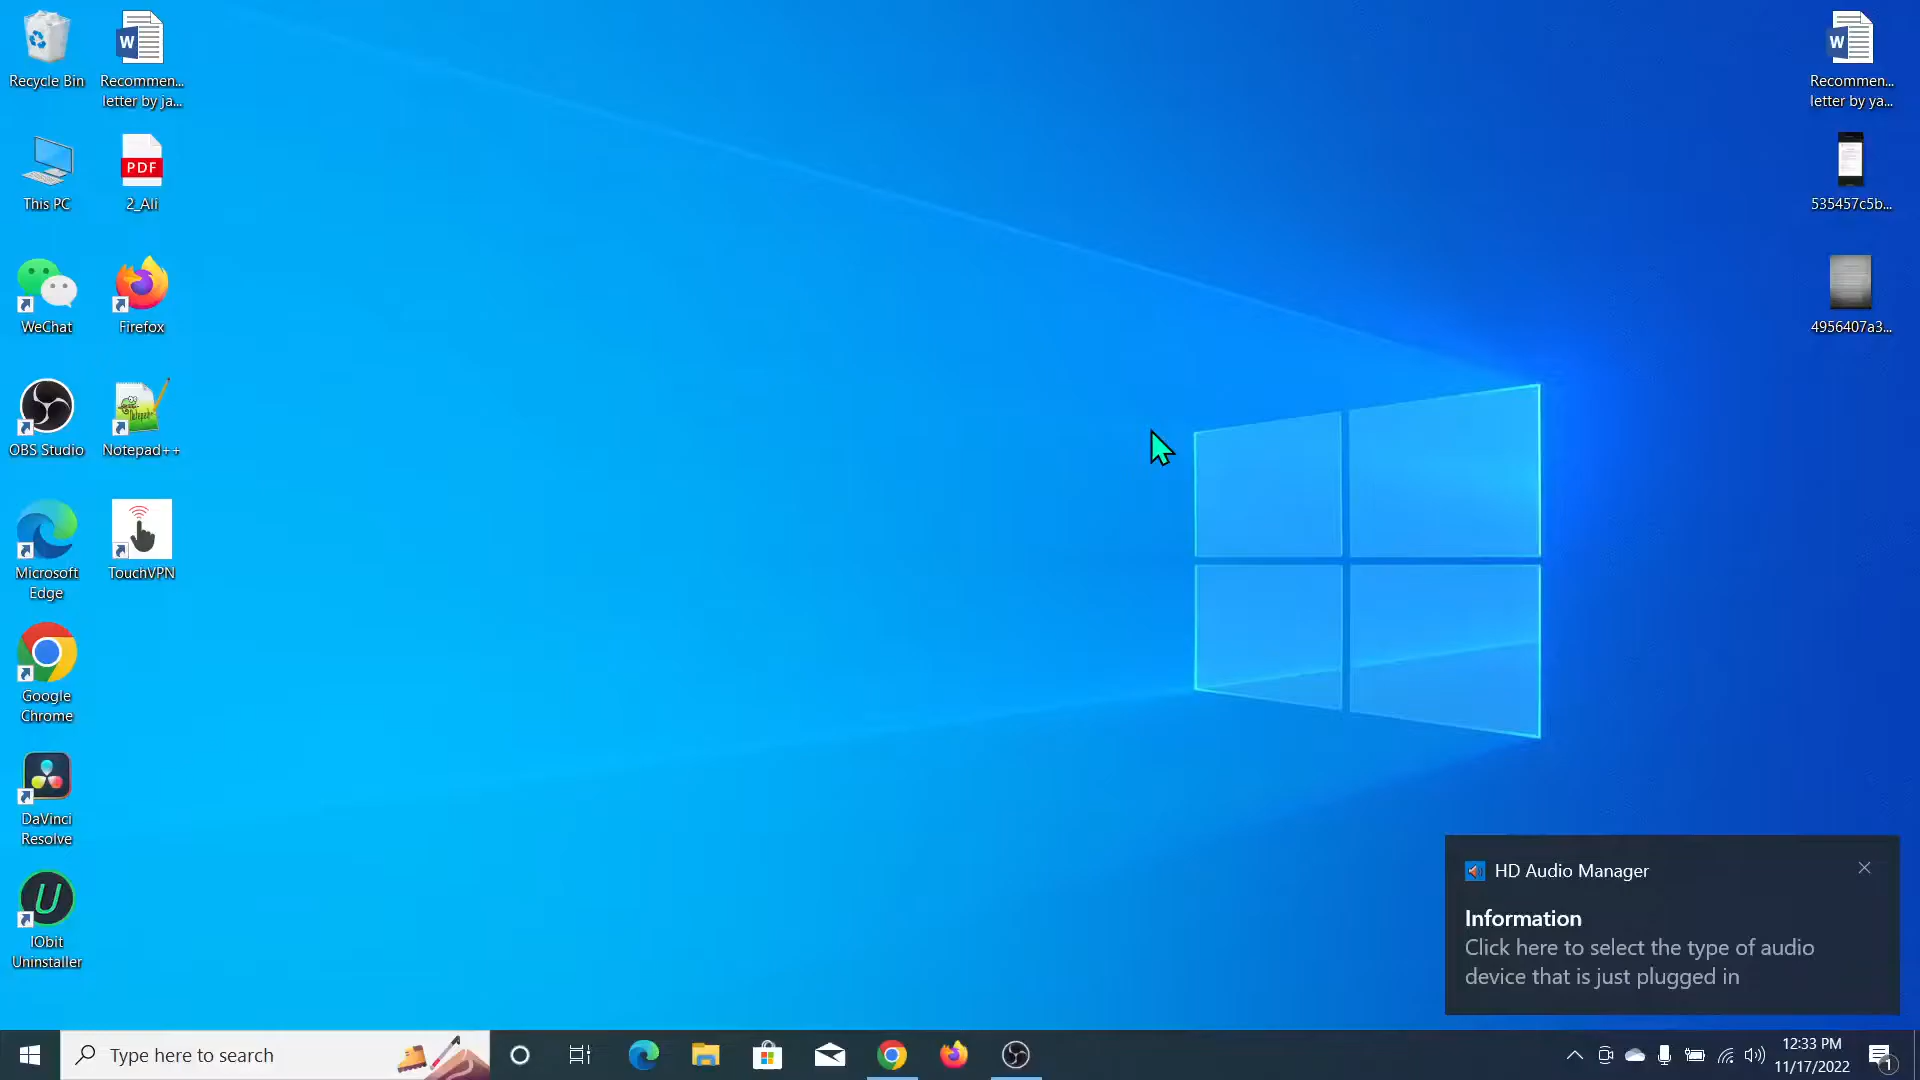 Recycle Bin
Recommen...
letter by ja...
This PC
PDF
2_Ali
WeChat
Firefox
OBS Studio
Notepad++
Microsoft
Edge
TouchVPN
Google
Chrome
DaVinci
Resolve
IObit
Uninstaller
Recommen...
letter by ya...
535457c5b...
4956407a3...
HD Audio Manager
Information
Click here to select the type of audio
device that is just plugged in
Type here to search
12:33 PM
11/17/2022
1